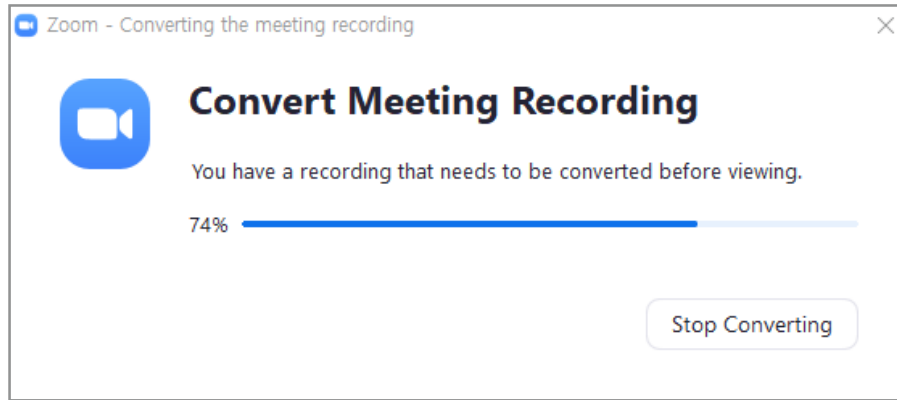 Zoom - Converting the meeting recording
Convert Meeting Recording
You have a recording that needs to be converted before viewing.
74%
Stop Converting